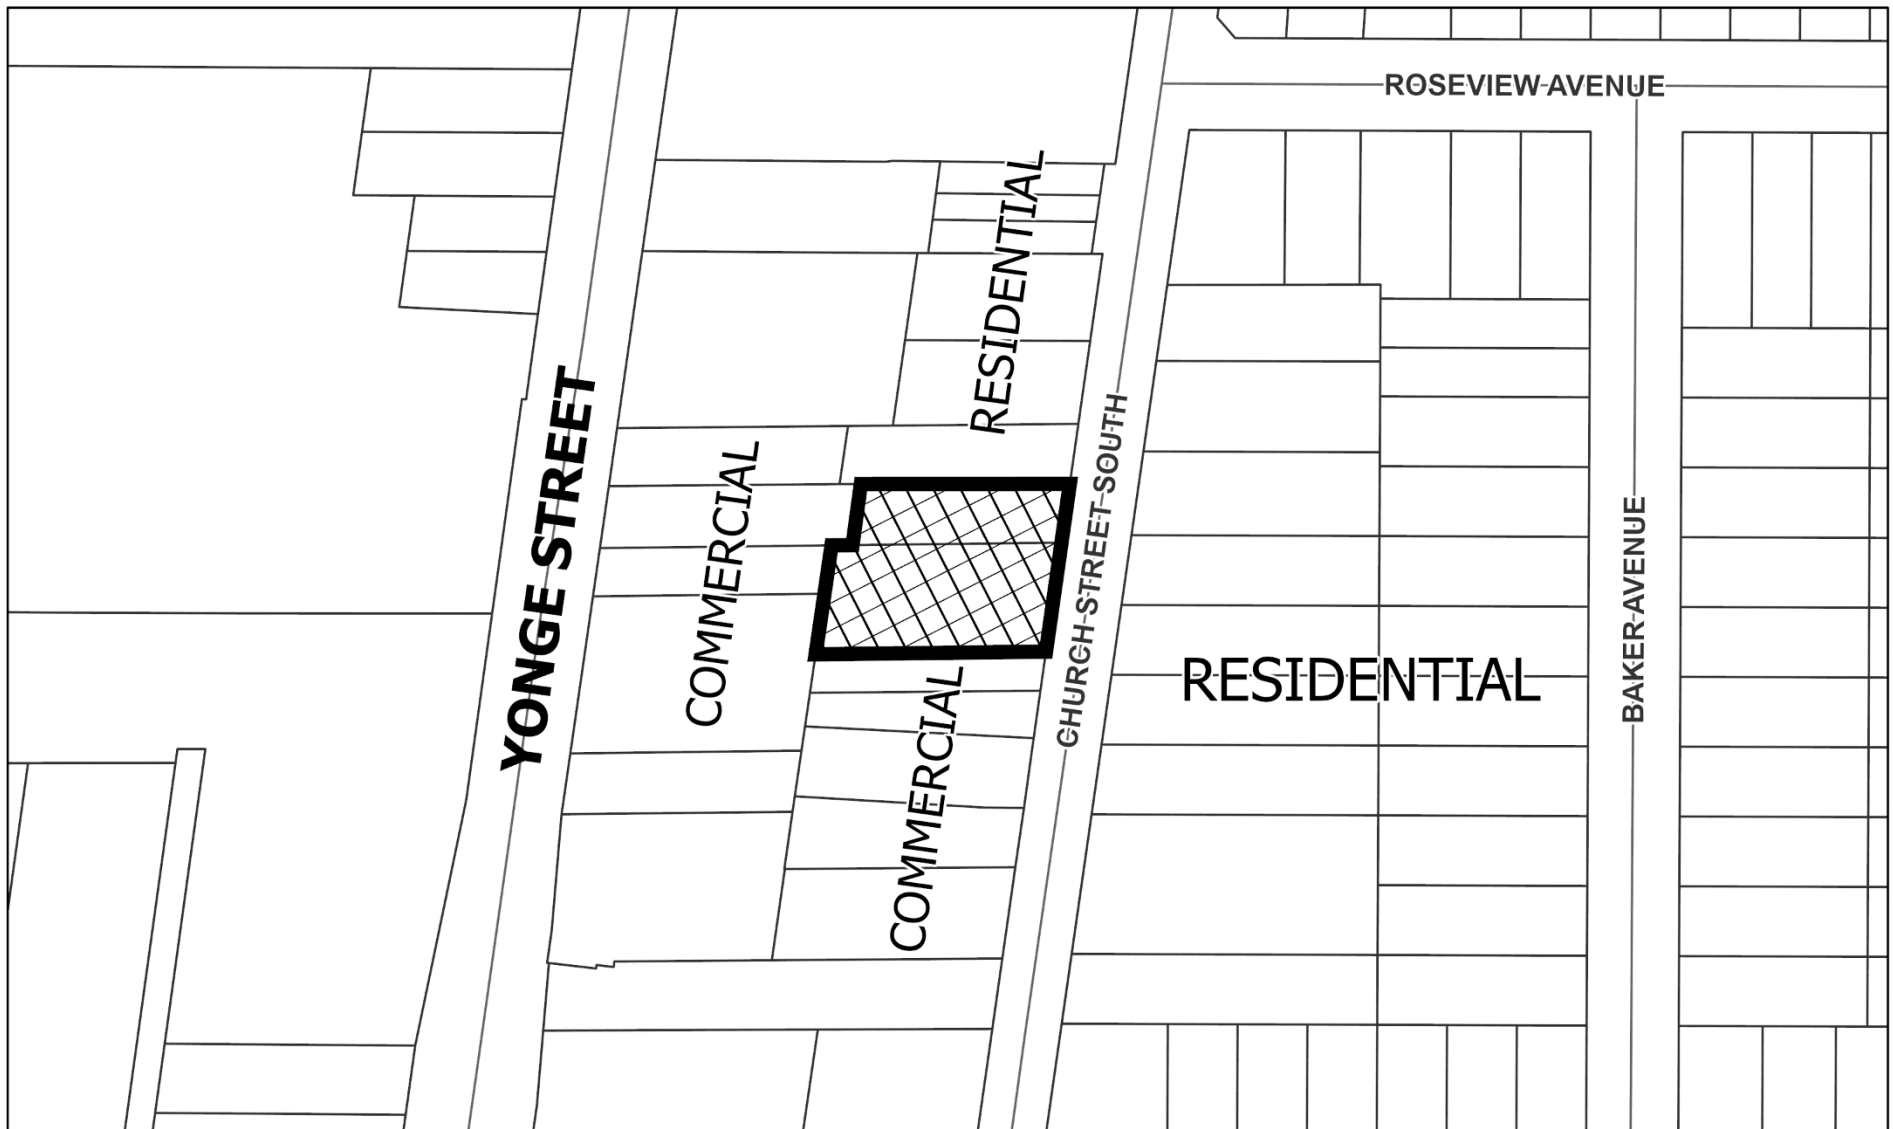 ROSEVIEW AVENUE
RESIDENTIAL
YONGE STREET
COMMERCIAL
CHURCH STREET SOUTH
COMMERCIAL
RESIDENTIAL
BAKER AVENUE